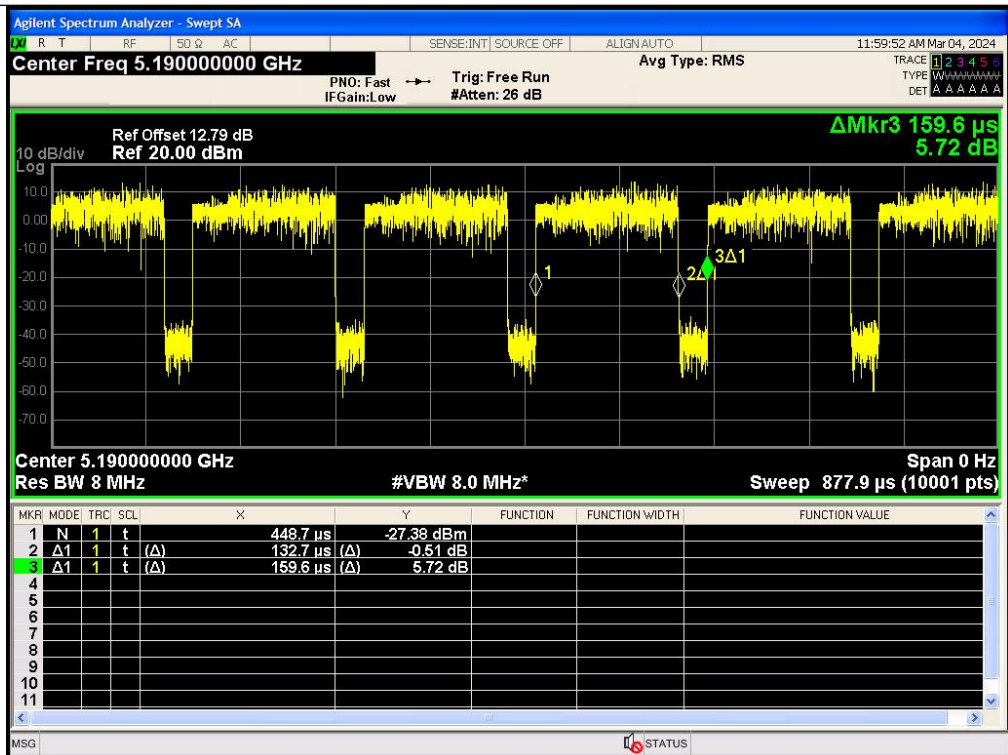 Agilent Spectrum Analyzer - Swept SA
LXI R T RF 50 Ω AC SENSE:INT SOURCE OFF ALIGN AUTO 11:59:52 AM Mar 04, 2024
Center Freq 5.190000000 GHz Avg Type: RMS TRACE 1 2 3 4 5 6
PNO: Fast Trig: Free Run TYPE
IFGain:Low #Atten: 26 dB DET A A A A A A
ΔMkr3 159.6 µs
Ref Offset 12.79 dB
10 dB/div Ref 20.00 dBm 5.72 dB
Log
10.0
0.00
-10.0
3Δ1
1 2Δ1
-20.0
-30.0
-40.0
-50.0
-60.0
-70.0
Center 5.190000000 GHz Span 0 Hz
Res BW 8 MHz #VBW 8.0 MHz* Sweep 877.9 µs (10001 pts)
MKR MODE TRC SCL X Y FUNCTION FUNCTION WIDTH FUNCTION VALUE
1 N 1 t 448.7 µs -27.38 dBm
2 Δ1 1 t (Δ) 132.7 µs (Δ) -0.51 dB
3 Δ1 1 t (Δ) 159.6 µs (Δ) 5.72 dB
4
5
6
7
8
9
10
11
MSG STATUS